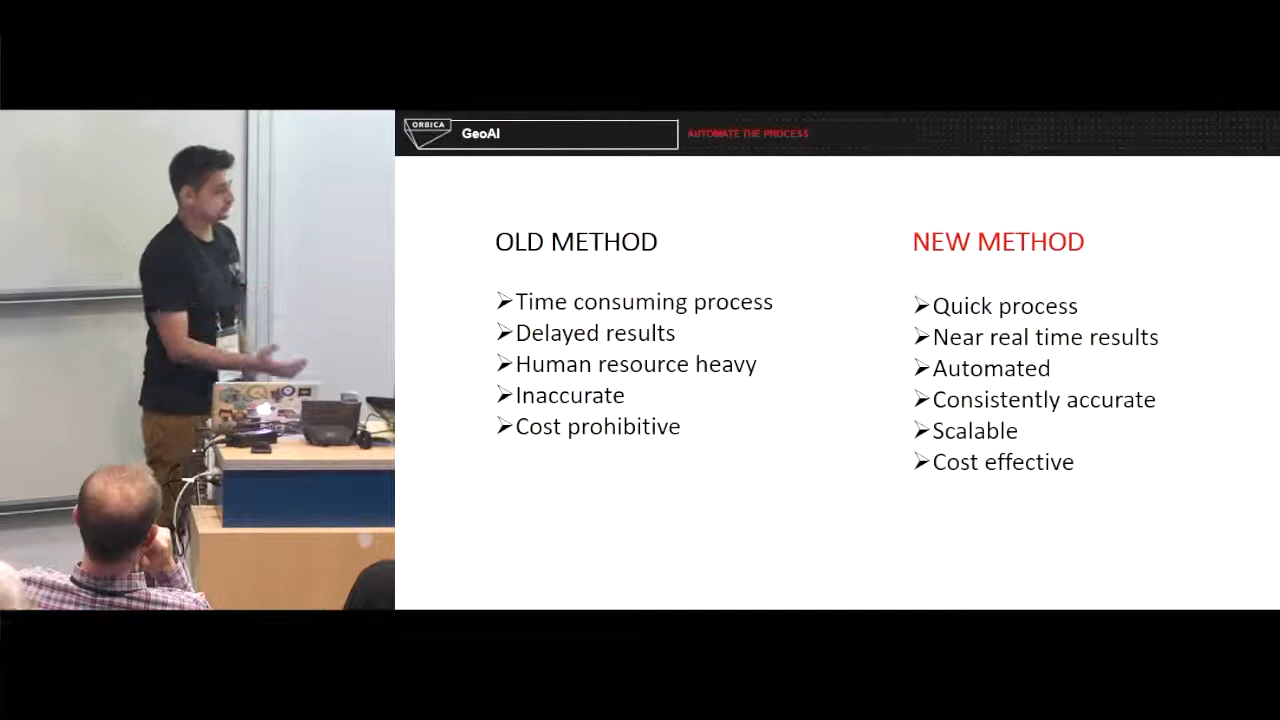 ORBICA
GeoAI
AUTOMATE THE PROCESS
OLD METHOD
➢Time consuming process
➢Delayed results
➢Human resource heavy
➢Inaccurate
➢Cost prohibitive
NEW METHOD
➢Quick process
➢Near real time results
➢Automated
➢Consistently accurate
➢Scalable
➢Cost effective